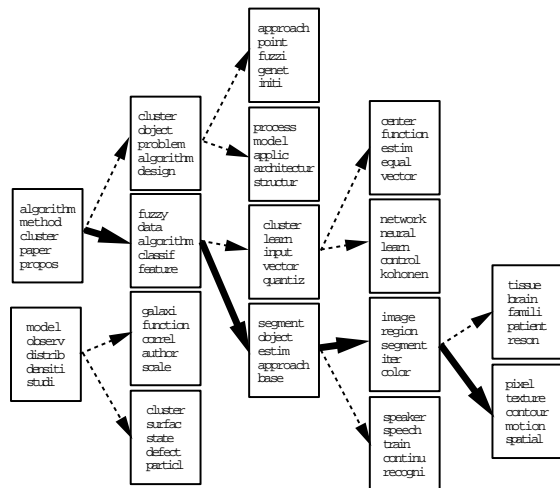 approach
point
fuzzi
genet
initi
cluster
object
problem
algorithm
design
process
model
applic
architectur
structur
center
function
estim
equal
vector
algorithm
method
cluster
paper
propos
fuzzy
data
algorithm
classif
feature
cluster
learn
input
vector
quantiz
network
neural
learn
control
kohonen
model
observ
distrib
densiti
studi
galaxi
function
correl
author
scale
segment
object
estim
approach
base
image
region
segment
iter
color
tissue
brain
famili
patient
reson
cluster
surfac
state
defect
particl
speaker
speech
train
continu
recogni
pixel
texture
contour
motion
spatial